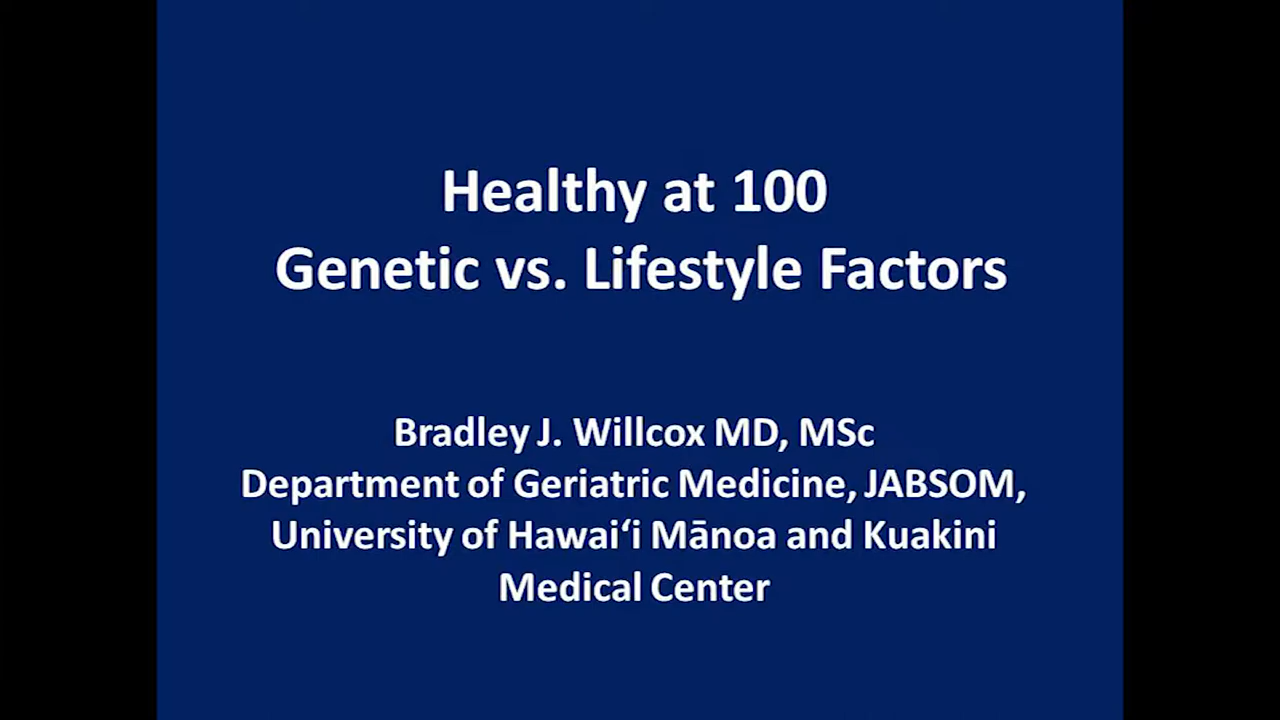 Healthy at 100
Genetic vs. Lifestyle Factors
Bradley J. Willcox MD, MSc
Department of Geriatric Medicine, JABSOM,
University of Hawai‘i Mānoa and Kuakini
Medical Center